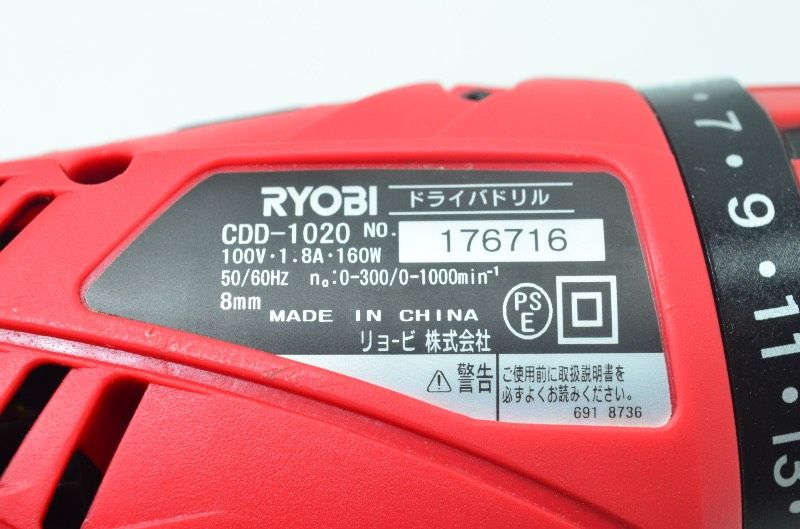 RYOBI ドライバドリル
CDD-1020 NO. 176716
100V·1.8A·160W
50/60Hz n₀:0-300/0-1000min⁻¹
8mm
MADE IN CHINA
リョービ 株式会社
PS
E
⚠警告
ご使用前に取扱説明書を
必ずよくお読みください。
691 8736
7
9
11
13